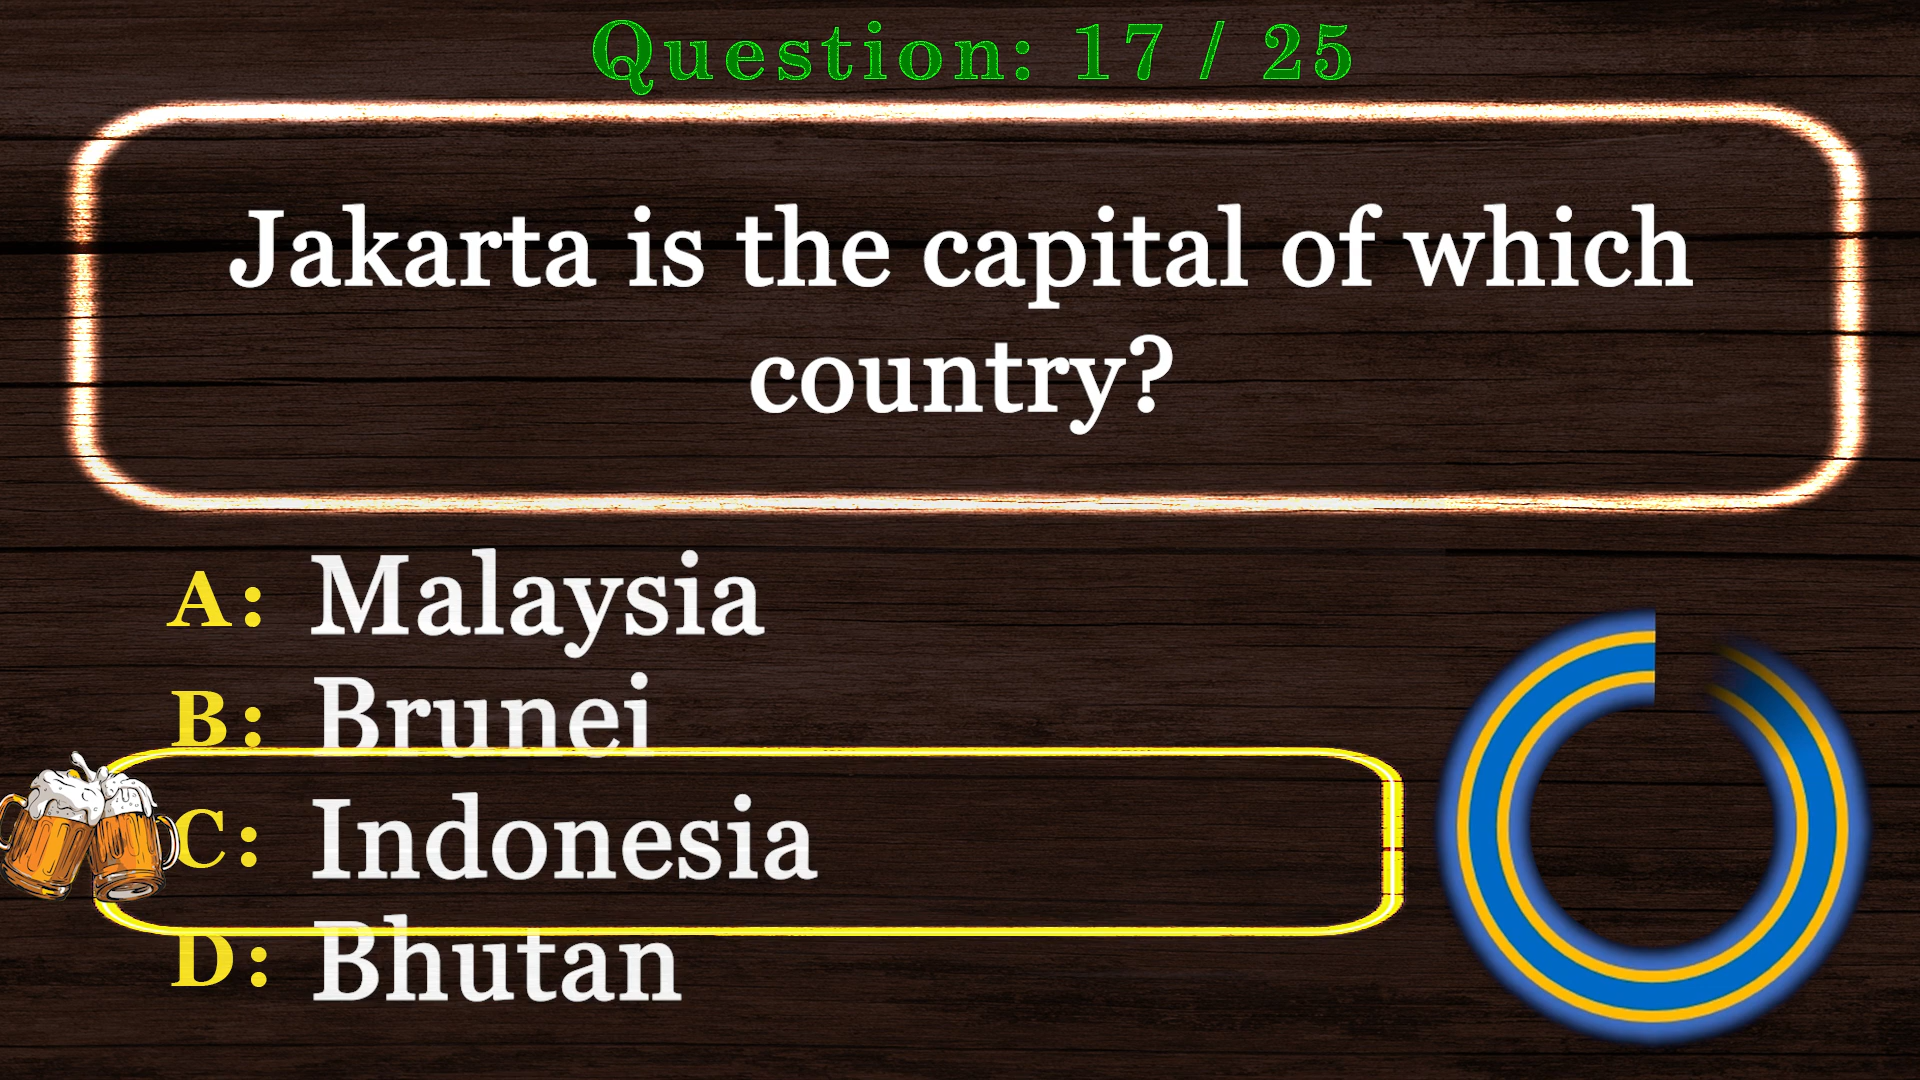 Question: 17 / 25
Jakarta is the capital of which
country?
A: Malaysia
B: Brunei
C: Indonesia
D: Bhutan